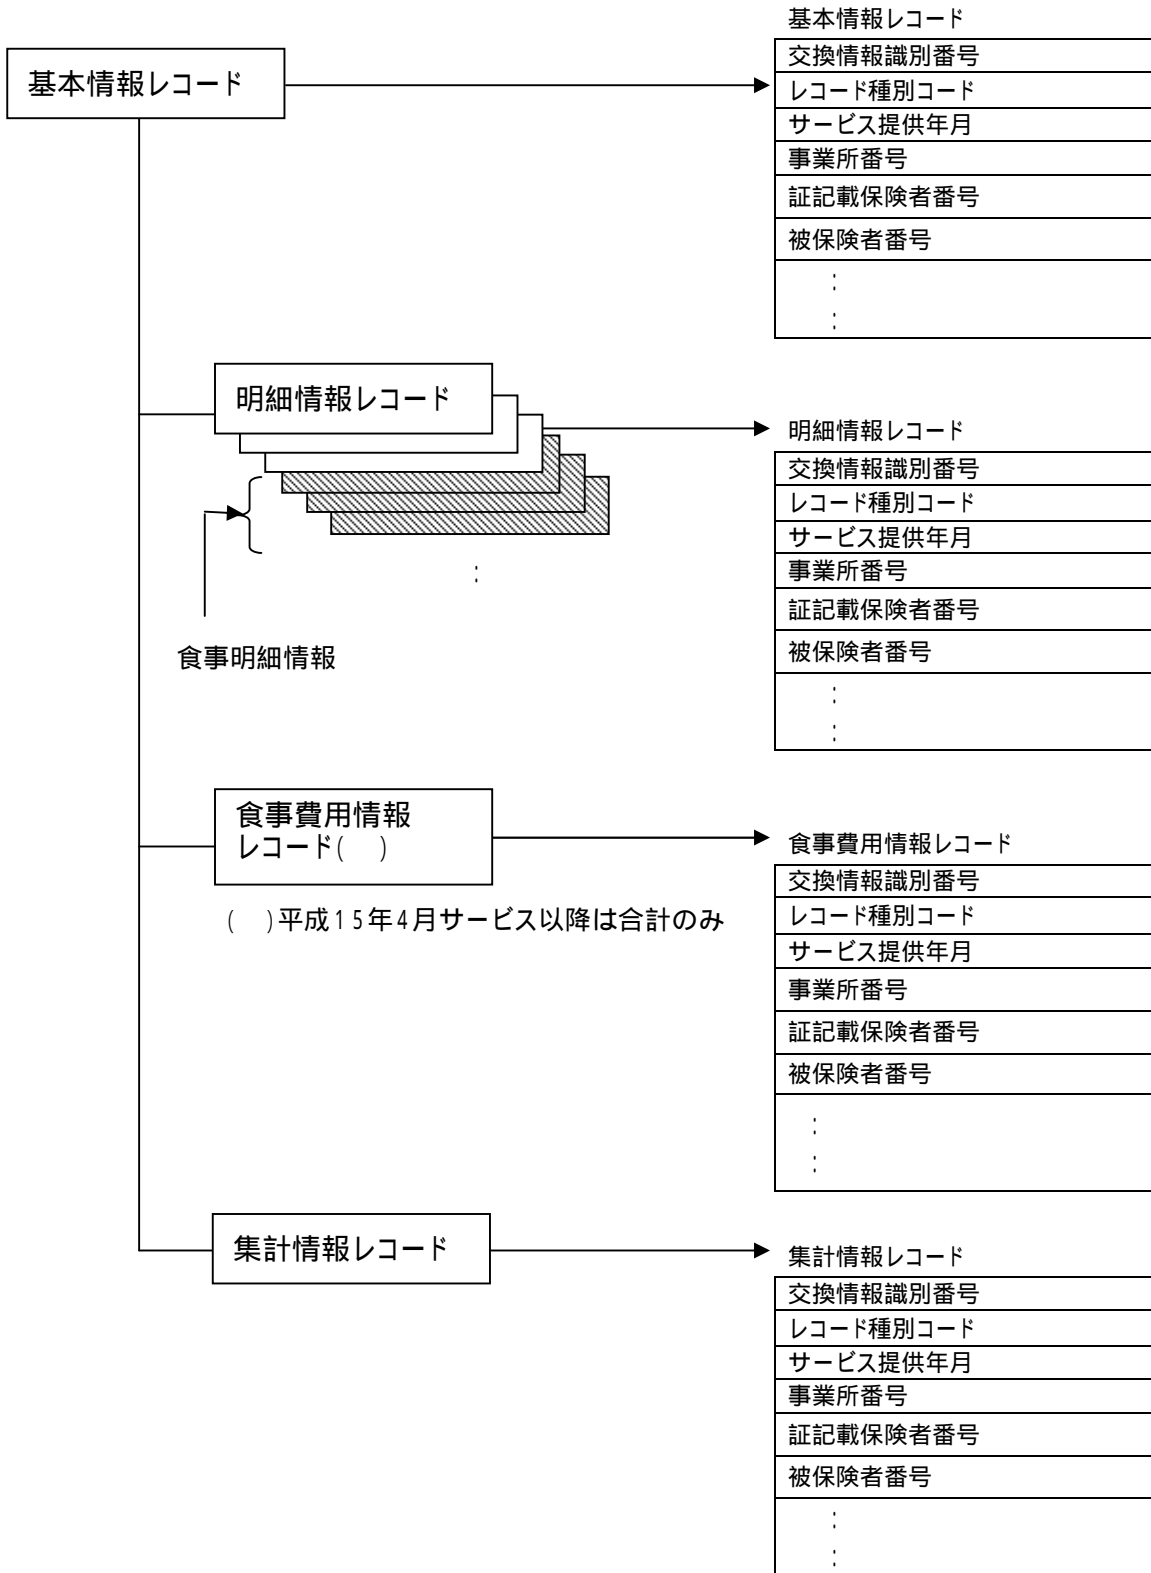 基本情報レコード
基本情報レコード
交換情報識別番号
レコード種別コード
サービス提供年月
事業所番号
証記載保険者番号
被保険者番号
:
:
明細情報レコード
:
食事明細情報
明細情報レコード
交換情報識別番号
レコード種別コード
サービス提供年月
事業所番号
証記載保険者番号
被保険者番号
:
:
食事費用情報
レコード(　)
(　)平成15年4月サービス以降は合計のみ
食事費用情報レコード
交換情報識別番号
レコード種別コード
サービス提供年月
事業所番号
証記載保険者番号
被保険者番号
:
:
集計情報レコード
集計情報レコード
交換情報識別番号
レコード種別コード
サービス提供年月
事業所番号
証記載保険者番号
被保険者番号
:
: